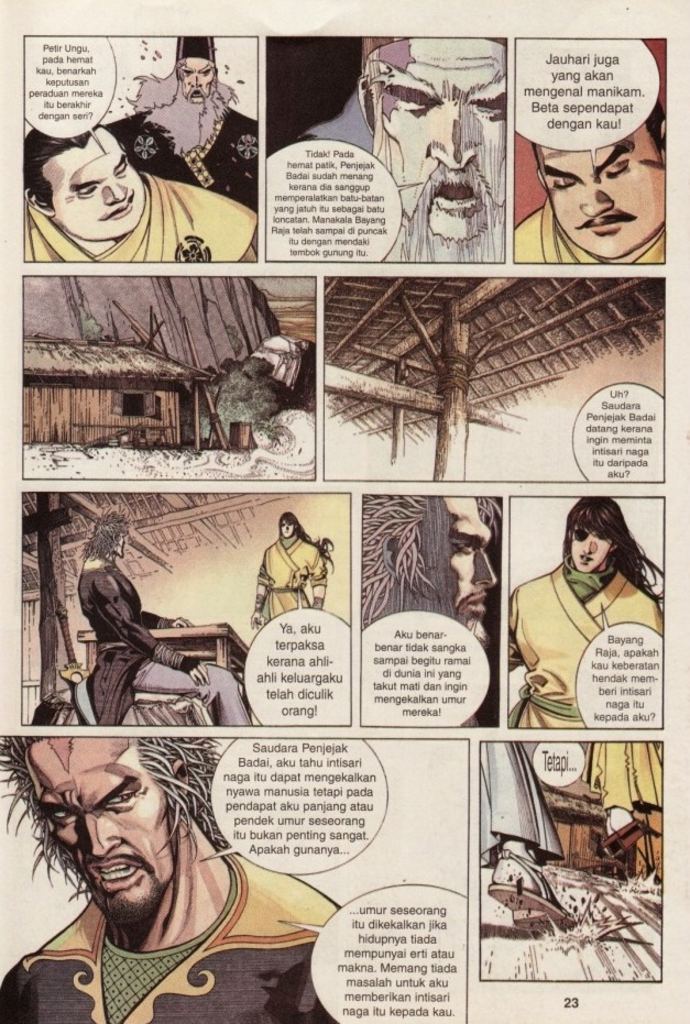 Petir Ungu,
pada hemat
kau, benarkah
keputusan
peraduan mereka
itu berakhir
dengan seri?
Tidak! Pada
hemat patik, Penjejak
Badai sudah menang
kerana dia sanggup
memperalatkan batu-batan
yang jatuh itu sebagai batu
loncatan. Manakala Bayang
Raja telah sampai di puncak
itu dengan mendaki
tembok gunung itu.
Jauhari juga
yang akan
mengenal manikam.
Beta sependapat
dengan kau!
Uh?
Saudara
Penjejak Badai
datang kerana
ingin meminta
intisari naga
itu daripada
aku?
Ya, aku
terpaksa
kerana ahli-
ahli keluargaku
telah diculik
orang!
Aku benar-
benar tidak sangka
sampai begitu ramai
di dunia ini yang
takut mati dan ingin
mengekalkan umur
mereka!
Bayang
Raja, apakah
kau keberatan
hendak mem-
beri intisari
naga itu
kepada aku?
Saudara Penjejak
Badai, aku tahu intisari
naga itu dapat mengekalkan
nyawa manusia tetapi pada
pendapat aku panjang atau
pendek umur seseorang
itu bukan penting sangat.
Apakah gunanya...
...umur seseorang
itu dikekalkan jika
hidupnya tiada
mempunyai erti atau
makna. Memang tiada
masalah untuk aku
memberikan intisari
naga itu kepada kau.
Tetapi...
23